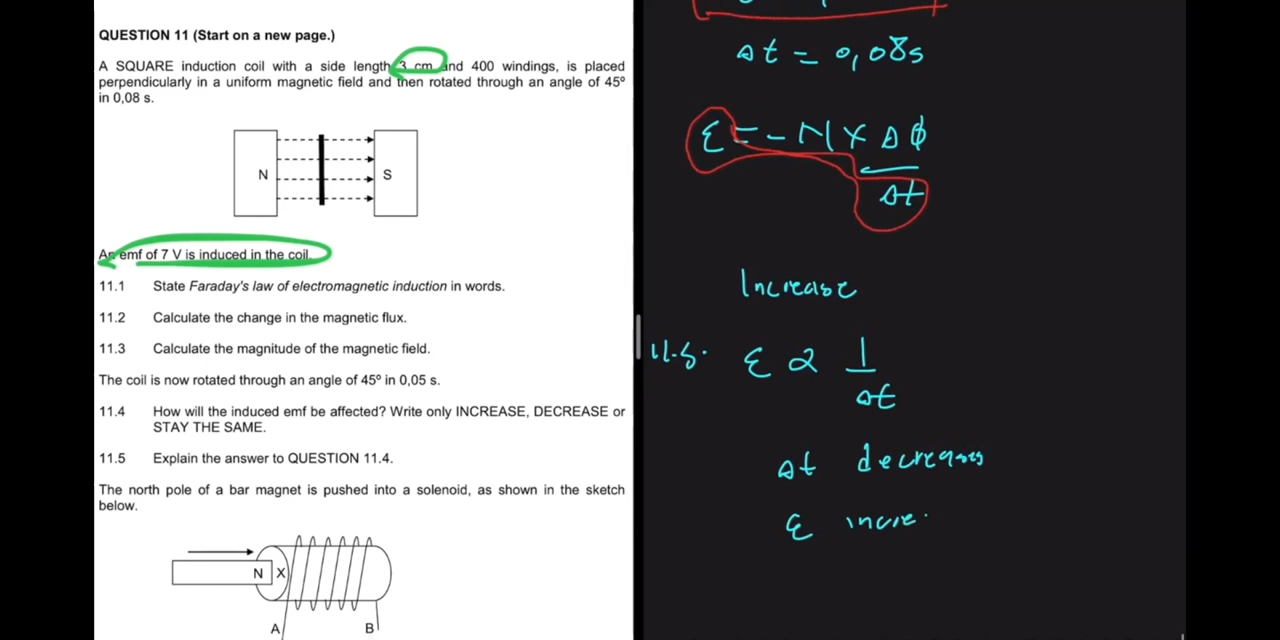 QUESTION 11 (Start on a new page.)
A SQUARE induction coil with a side length 3 cm and 400 windings, is placed
perpendicularly in a uniform magnetic field and then rotated through an angle of 45º
in 0,08 s.
N
S
An emf of 7 V is induced in the coil.
11.1 State Faraday's law of electromagnetic induction in words.
11.2 Calculate the change in the magnetic flux.
11.3 Calculate the magnitude of the magnetic field.
The coil is now rotated through an angle of 45º in 0,05 s.
11.4 How will the induced emf be affected? Write only INCREASE, DECREASE or
STAY THE SAME.
11.5 Explain the answer to QUESTION 11.4.
The north pole of a bar magnet is pushed into a solenoid, as shown in the sketch
below.
N X
A B
Δt = 0,08s
ε = - N × Δϕ
Δt
Increase
11.5. ε ∝ 1
Δt
Δt decreases
ε incre.